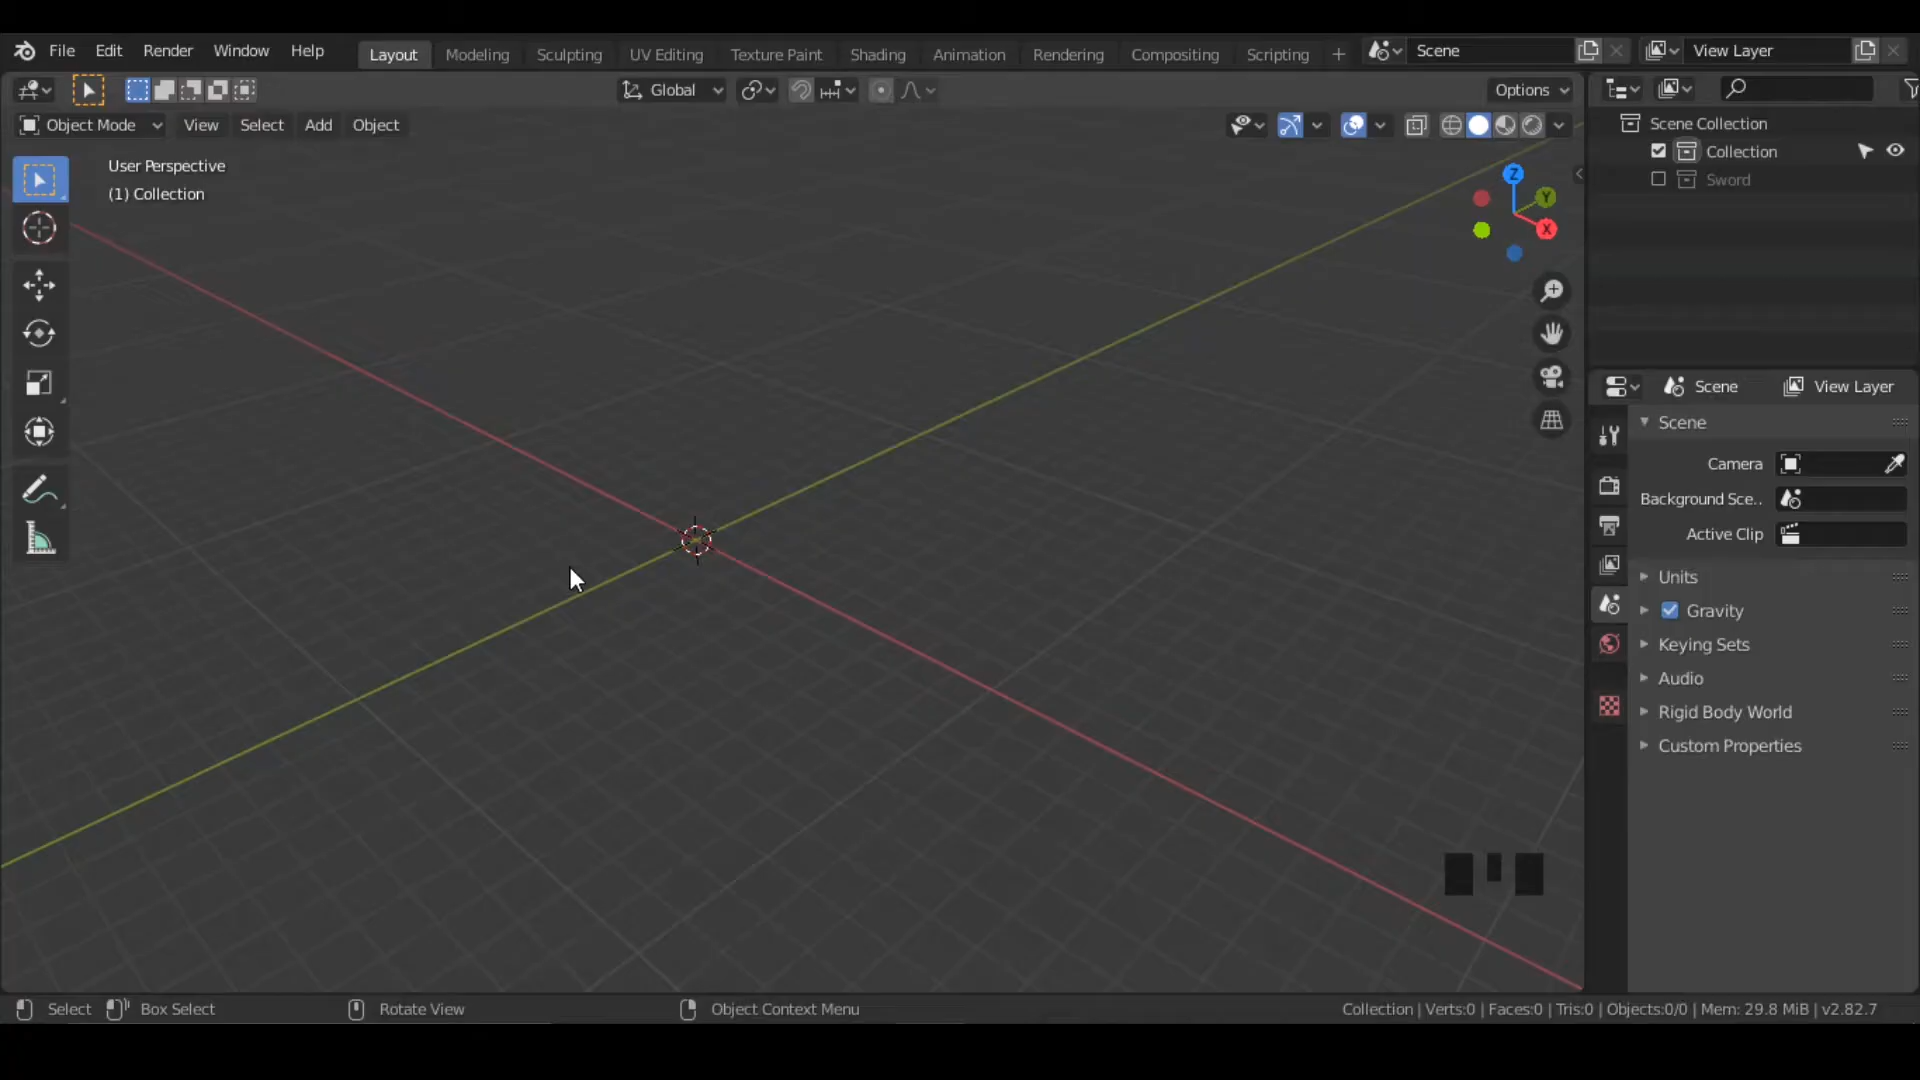 File Edit Render Window Help Layout Modeling Sculpting UV Editing Texture Paint Shading Animation Rendering Compositing Scripting + Scene View Layer
Global Options
Object Mode View Select Add Object
User Perspective
(1) Collection
Z
Y
X
Scene Collection
Collection
Sword
Scene View Layer
Scene
Camera
Background Sce..
Active Clip
Units
Gravity
Keying Sets
Audio
Rigid Body World
Custom Properties
Select Box Select Rotate View Object Context Menu Collection | Verts:0 | Faces:0 | Tris:0 | Objects:0/0 | Mem: 29.8 MiB | v2.82.7